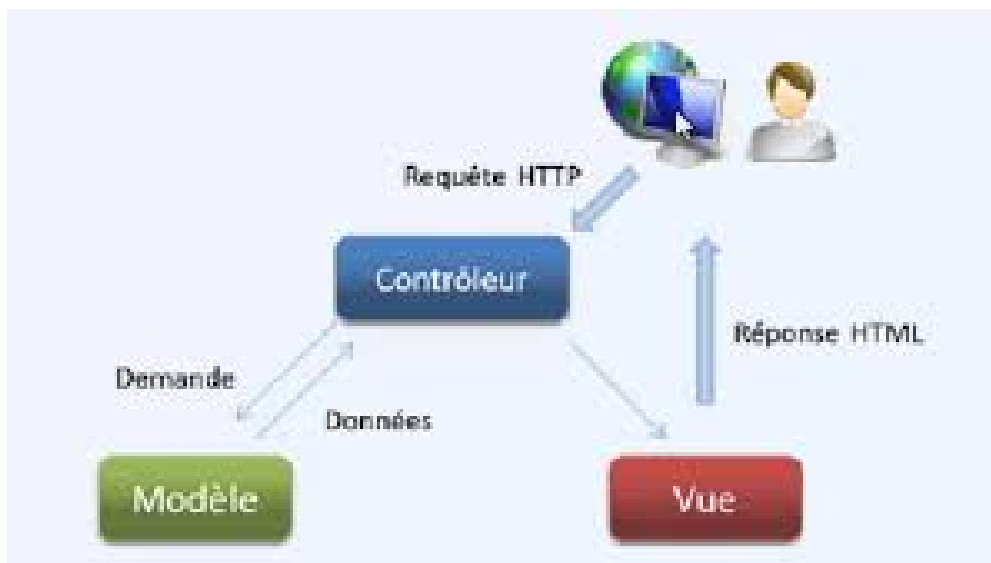 Requête HTTP
Contrôleur
Réponse HTML
Demande
Données
Modèle
Vue